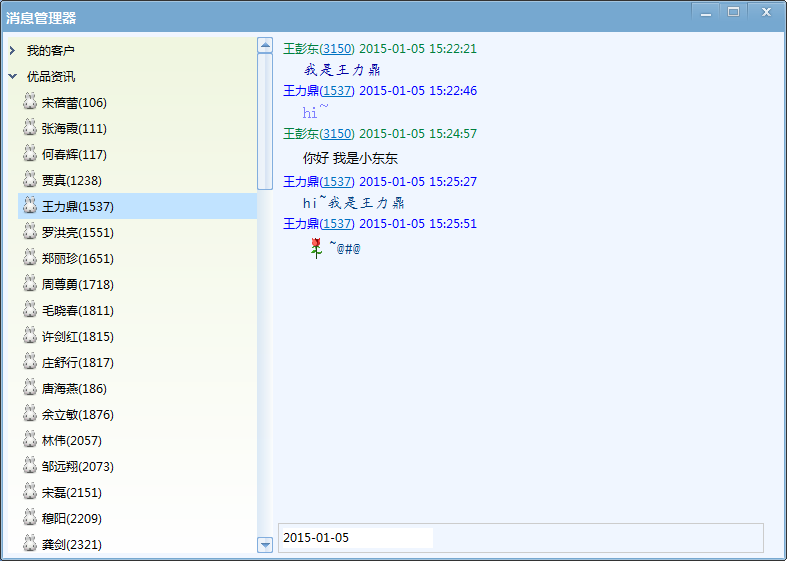 消息管理器
我的客户
优品资讯
宋蓓蕾(106)
张海霞(111)
何春辉(117)
贾真(1238)
王力鼎(1537)
罗洪亮(1551)
郑丽珍(1651)
周尊勇(1718)
毛晓春(1811)
许剑红(1815)
庄舒行(1817)
唐海燕(186)
余立敏(1876)
林伟(2057)
邹远翔(2073)
宋磊(2151)
穆阳(2209)
龚剑(2321)
王彭东(3150) 2015-01-05 15:22:21
我是王力鼎
王力鼎(1537) 2015-01-05 15:22:46
hi~
王彭东(3150) 2015-01-05 15:24:57
你好 我是小东东
王力鼎(1537) 2015-01-05 15:25:27
hi~我是王力鼎
王力鼎(1537) 2015-01-05 15:25:51
~@#@
2015-01-05